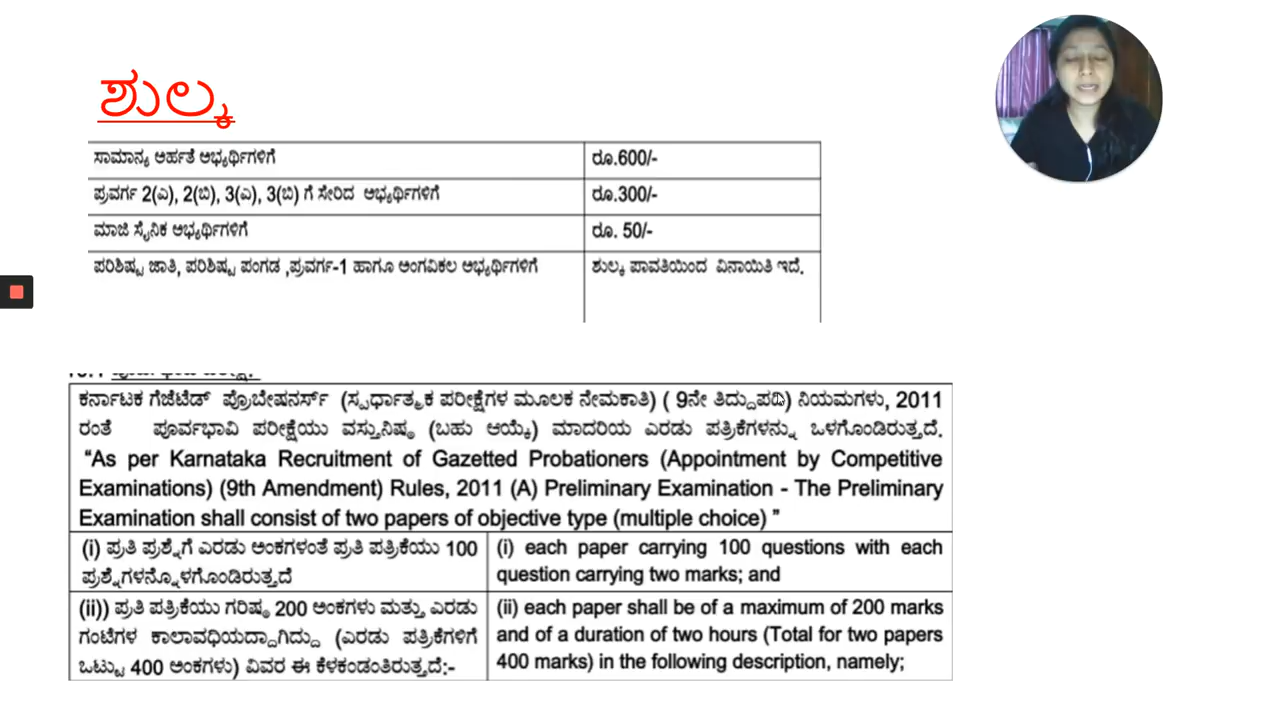 ಶುಲ್ಕ
ಸಾಮಾನ್ಯ ಅರ್ಹತೆ ಅಭ್ಯರ್ಥಿಗಳಿಗೆ ರೂ.600/-
ಪ್ರವರ್ಗ 2(ಎ), 2(ಬಿ), 3(ಎ), 3(ಬಿ) ಗೆ ಸೇರಿದ ಅಭ್ಯರ್ಥಿಗಳಿಗೆ ರೂ.300/-
ಮಾಜಿ ಸೈನಿಕ ಅಭ್ಯರ್ಥಿಗಳಿಗೆ ರೂ. 50/-
ಪರಿಶಿಷ್ಟ ಜಾತಿ, ಪರಿಶಿಷ್ಟ ಪಂಗಡ ,ಪ್ರವರ್ಗ-1 ಹಾಗೂ ಅಂಗವಿಕಲ ಅಭ್ಯರ್ಥಿಗಳಿಗೆ ಶುಲ್ಕ ಪಾವತಿಯಿಂದ ವಿನಾಯಿತಿ ಇದೆ.
ಕರ್ನಾಟಕ ಗೆಜೆಟೆಡ್ ಪ್ರೊಬೇಷನರ್ಸ್ (ಸ್ಪರ್ಧಾತ್ಮಕ ಪರೀಕ್ಷೆಗಳ ಮೂಲಕ ನೇಮಕಾತಿ) ( 9ನೇ ತಿದ್ದುಪಡಿ) ನಿಯಮಗಳು, 2011
ರಂತೆ ಪೂರ್ವಭಾವಿ ಪರೀಕ್ಷೆಯು ವಸ್ತುನಿಷ್ಠ (ಬಹು ಆಯ್ಕೆ) ಮಾದರಿಯ ಎರಡು ಪತ್ರಿಕೆಗಳನ್ನು ಒಳಗೊಂಡಿರುತ್ತದೆ.
“As per Karnataka Recruitment of Gazetted Probationers (Appointment by Competitive
Examinations) (9th Amendment) Rules, 2011 (A) Preliminary Examination - The Preliminary
Examination shall consist of two papers of objective type (multiple choice) ”
(i) ಪ್ರತಿ ಪ್ರಶ್ನೆಗೆ ಎರಡು ಅಂಕಗಳಂತೆ ಪ್ರತಿ ಪತ್ರಿಕೆಯು 100
ಪ್ರಶ್ನೆಗಳನ್ನೊಳಗೊಂಡಿರುತ್ತದೆ
(i) each paper carrying 100 questions with each
question carrying two marks; and
(ii)) ಪ್ರತಿ ಪತ್ರಿಕೆಯು ಗರಿಷ್ಠ 200 ಅಂಕಗಳು ಮತ್ತು ಎರಡು
ಗಂಟೆಗಳ ಕಾಲಾವಧಿಯದ್ದಾಗಿದ್ದು (ಎರಡು ಪತ್ರಿಕೆಗಳಿಗೆ
ಒಟ್ಟು 400 ಅಂಕಗಳು) ವಿವರ ಈ ಕೆಳಕಂಡಂತಿರುತ್ತದೆ:-
(ii) each paper shall be of a maximum of 200 marks
and of a duration of two hours (Total for two papers
400 marks) in the following description, namely;